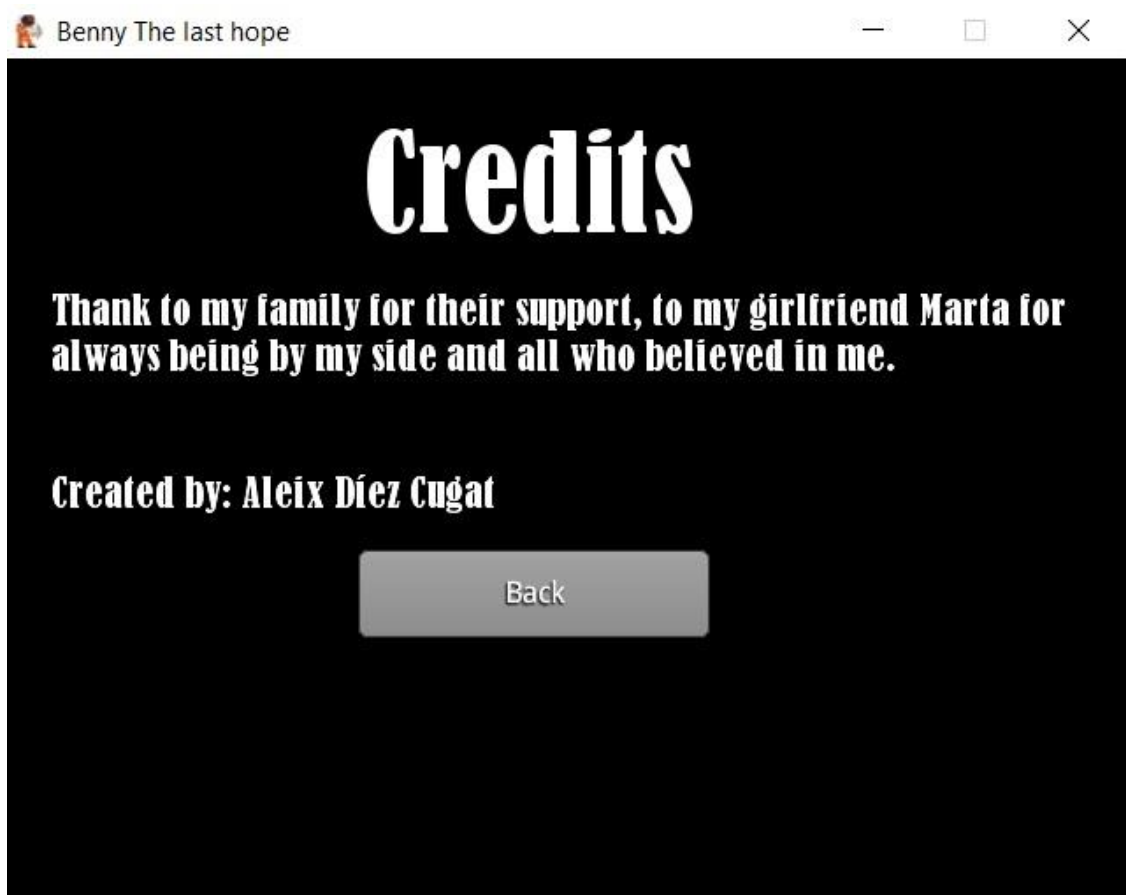 Benny The last hope
Credits
Thank to my family for their support, to my girlfriend Marta for
always being by my side and all who believed in me.
Created by: Aleix Díez Cugat
Back